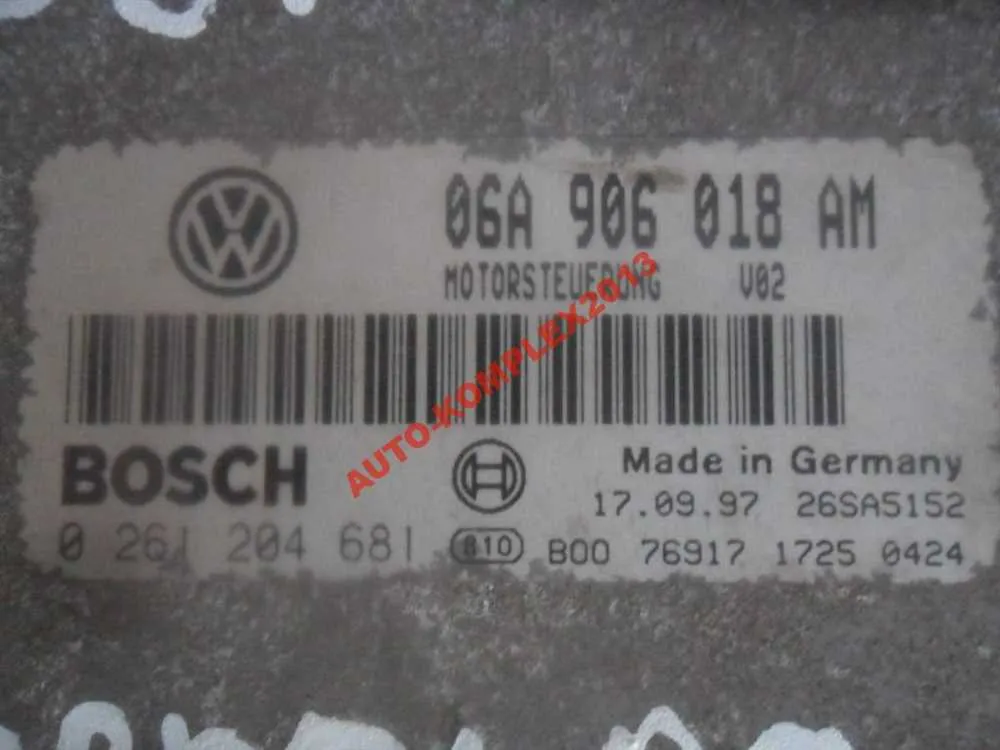 06A 906 018 AM
MOTORSTEUERUNG V02
AUTO-KOMPLEX2013
BOSCH
Made in Germany
17.09.97 26SA5152
0 261 204 681
810 B00 76917 1725 0424